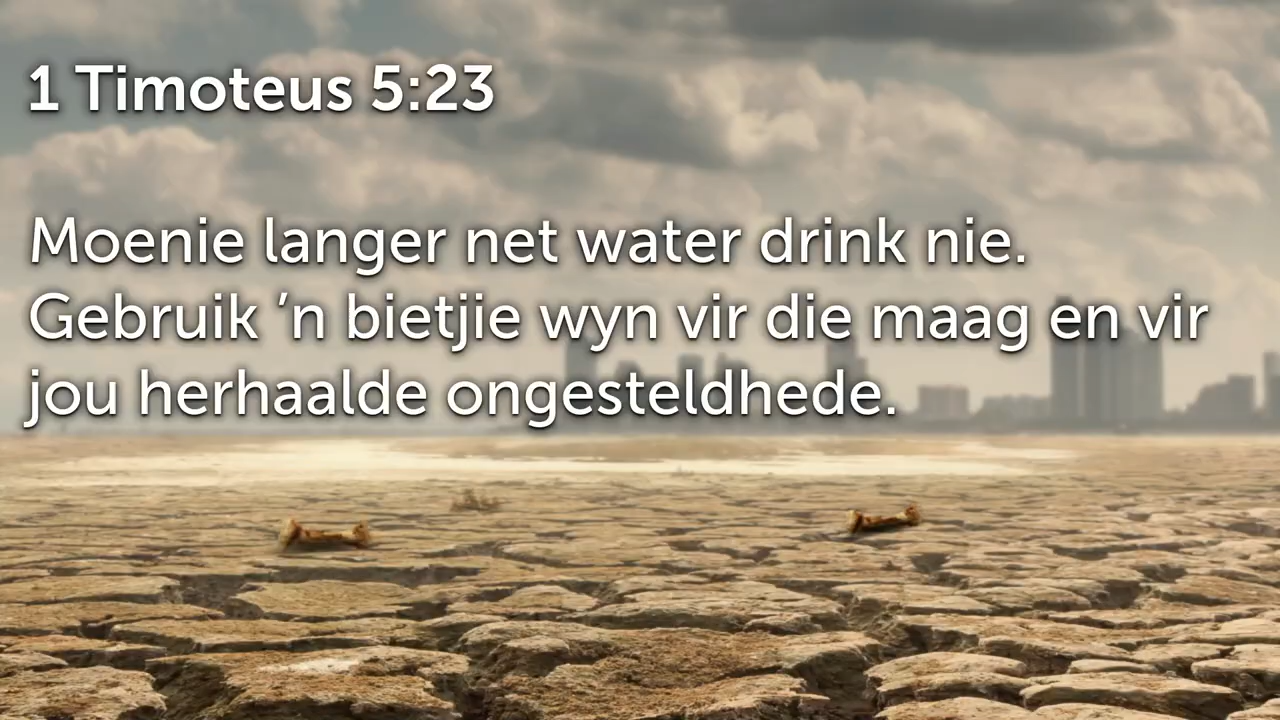 1 Timoteus 5:23
Moenie langer net water drink nie.
Gebruik ’n bietjie wyn vir die maag en vir
jou herhaalde ongesteldhede.